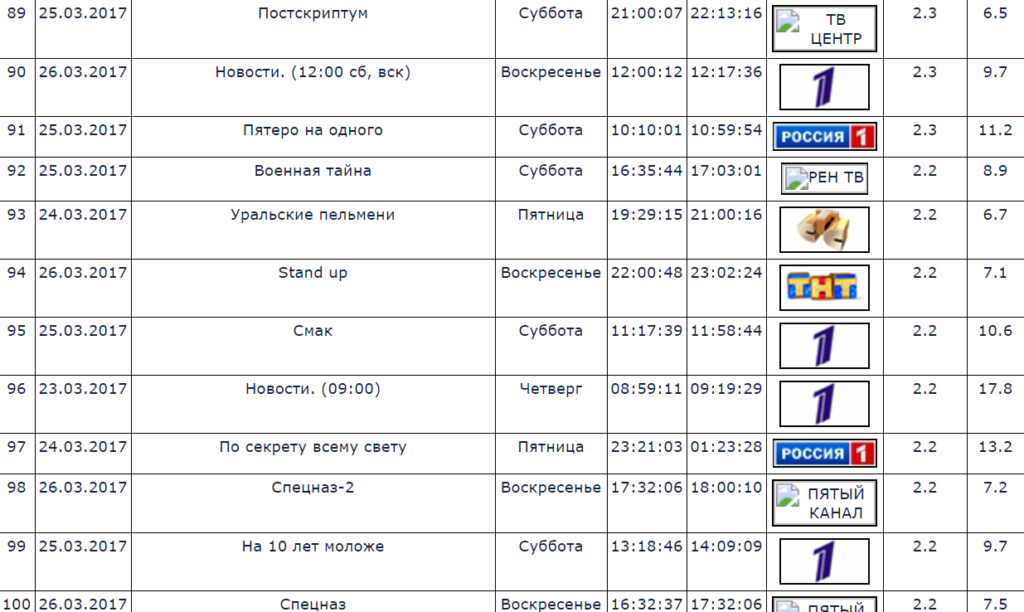 89 25.03.2017 Постскриптум Суббота 21:00:07 22:13:16 ТВ ЦЕНТР 2.3 6.5
90 26.03.2017 Новости. (12:00 сб, вск) Воскресенье 12:00:12 12:17:36 1 2.3 9.7
91 25.03.2017 Пятеро на одного Суббота 10:10:01 10:59:54 РОССИЯ 1 2.3 11.2
92 25.03.2017 Военная тайна Суббота 16:35:44 17:03:01 РЕН ТВ 2.2 8.9
93 24.03.2017 Уральские пельмени Пятница 19:29:15 21:00:16 2.2 6.7
94 26.03.2017 Stand up Воскресенье 22:00:48 23:02:24 ТНТ 2.2 7.1
95 25.03.2017 Смак Суббота 11:17:39 11:58:44 1 2.2 10.6
96 23.03.2017 Новости. (09:00) Четверг 08:59:11 09:19:29 1 2.2 17.8
97 24.03.2017 По секрету всему свету Пятница 23:21:03 01:23:28 РОССИЯ 1 2.2 13.2
98 26.03.2017 Спецназ-2 Воскресенье 17:32:06 18:00:10 ПЯТЫЙ КАНАЛ 2.2 7.2
99 25.03.2017 На 10 лет моложе Суббота 13:18:46 14:09:09 1 2.2 9.7
100 26.03.2017 Спецназ Воскресенье 16:32:37 17:32:06 ПЯТЫЙ 2.2 7.5